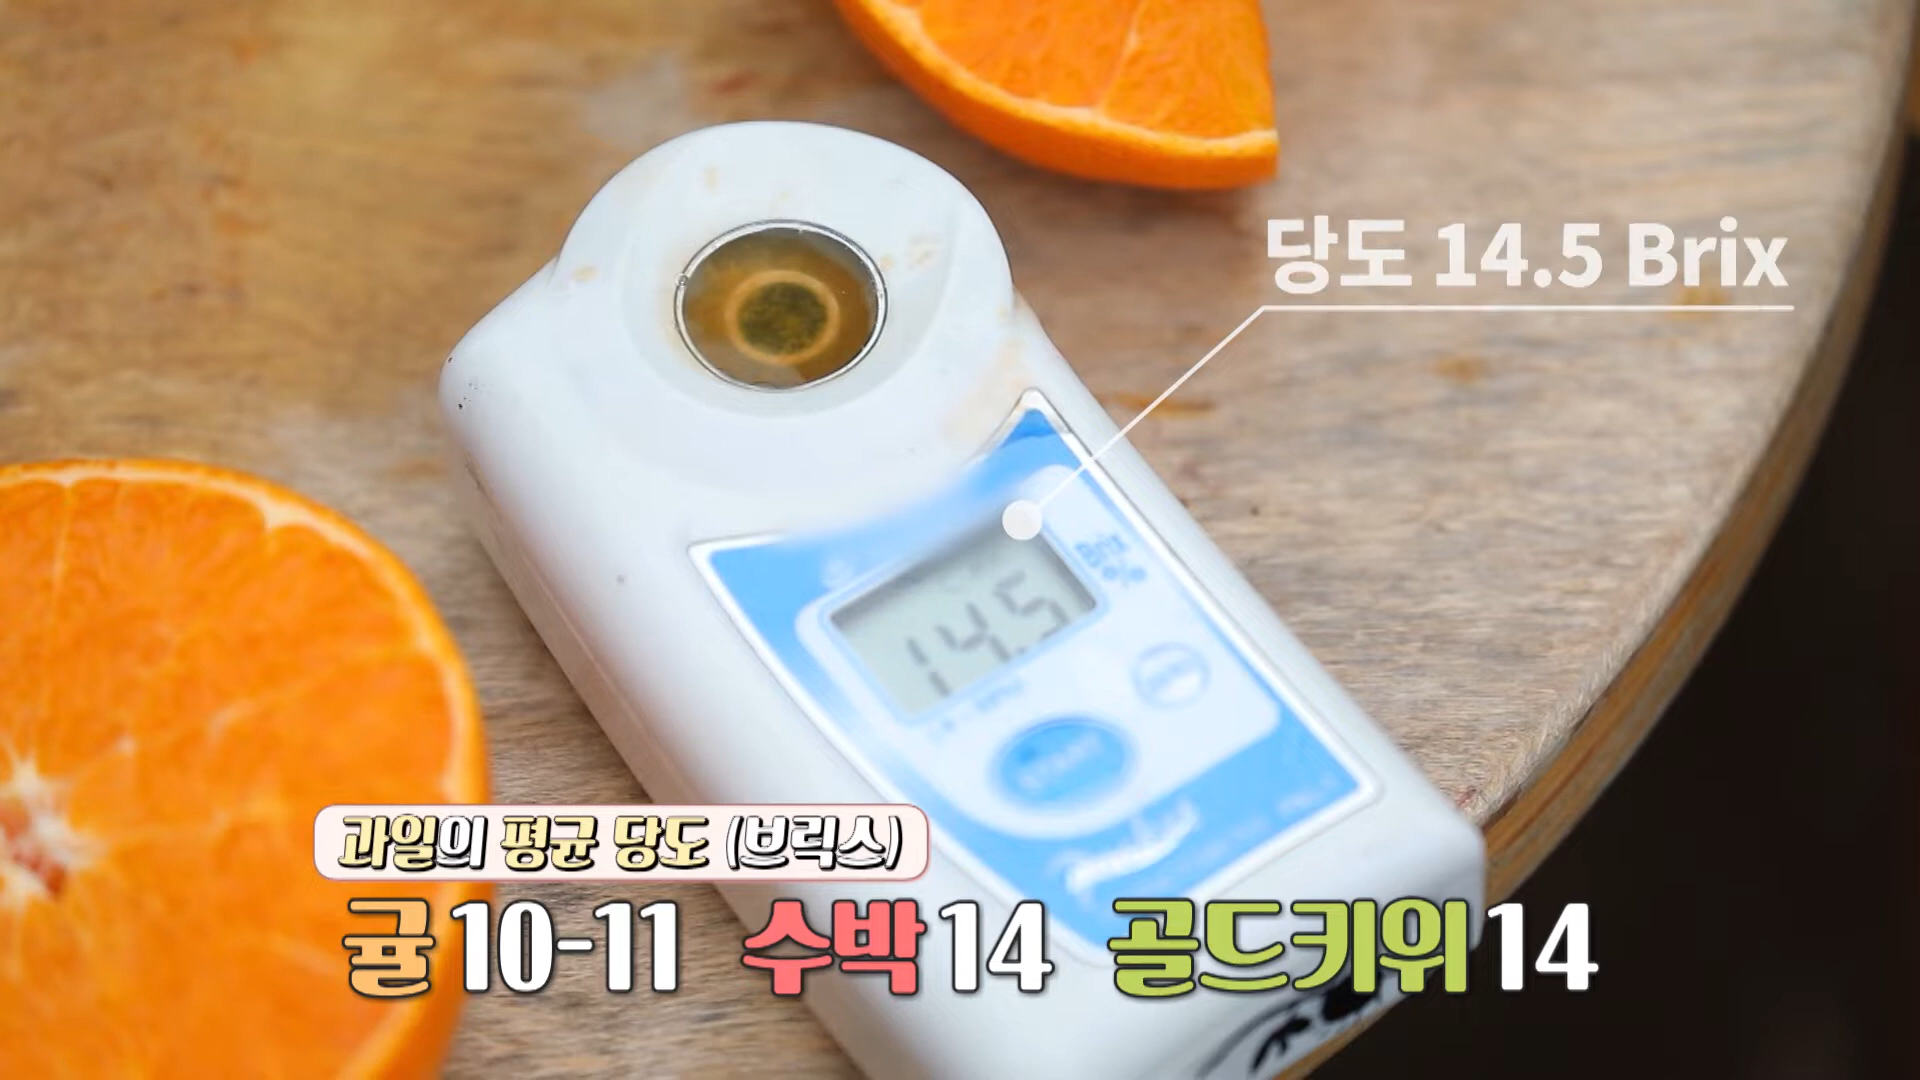 당도 14.5 Brix
Brix
%
14.5
START
과일의 평균 당도 (브릭스)
귤 10-11 수박 14 골드키위 14